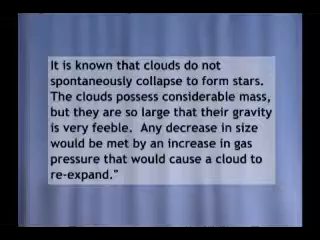 It is known that clouds do not
spontaneously collapse to form stars.
The clouds possess considerable mass,
but they are so large that their gravity
is very feeble.  Any decrease in size
would be met by an increase in gas
pressure that would cause a cloud to
re-expand."